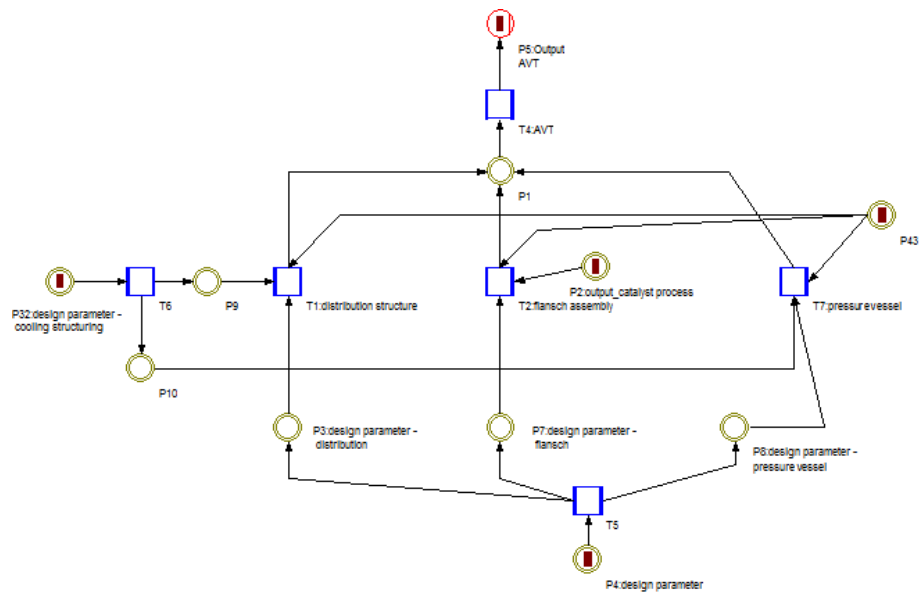 P5:Output
AVT
T4:AVT
P1
P43
P2:output_catalyst process
T6
P9
T1:distribution structure
T2:flansch assembly
T7:pressure vessel
P32:design parameter -
cooling structuring
P10
P3:design parameter -
distribution
P7:design parameter -
flansch
P8:design parameter -
pressure vessel
T5
P4:design parameter